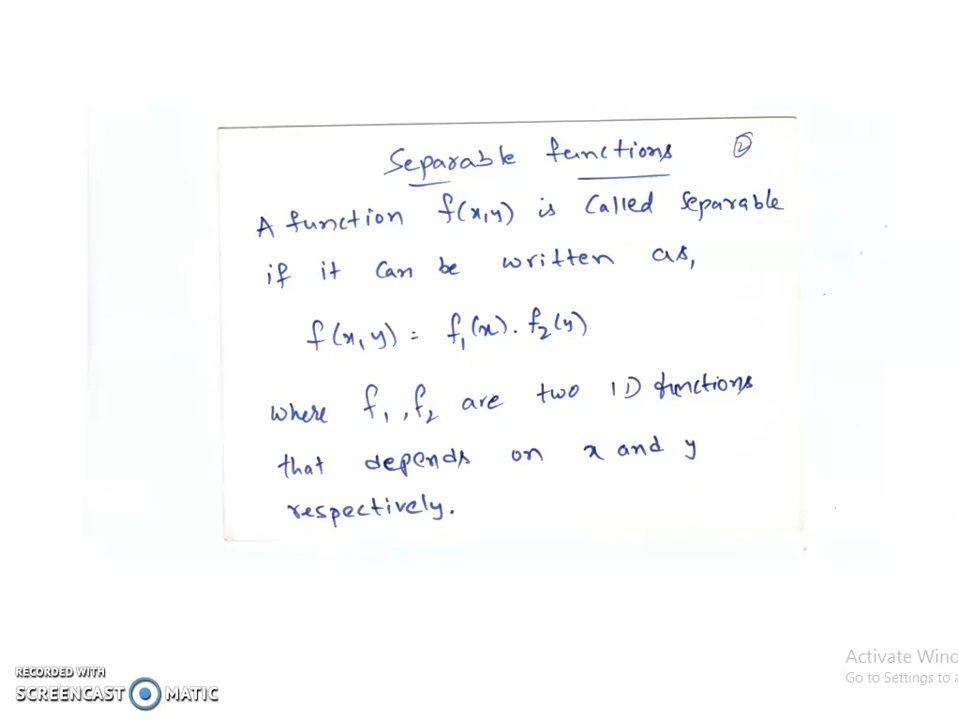 Separable functions ②
A function f(x,y) is called separable
if it can be written as,
f(x,y) = f₁(x) . f₂(y)
where f₁, f₂ are two 1D functions
that depends on x and y
respectively.
RECORDED WITH
SCREENCAST MATIC
Activate Wind
Go to Settings to a